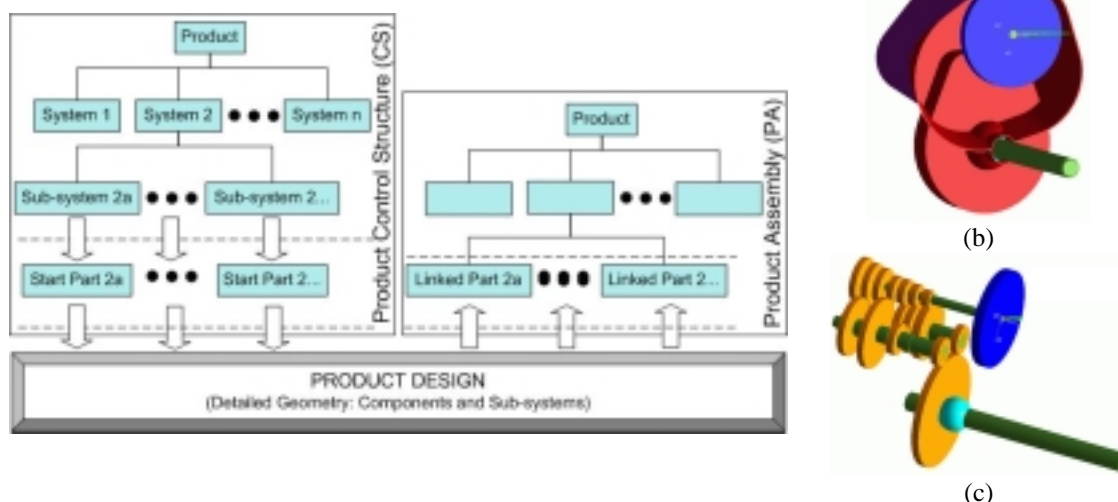 Product
System 1
System 2
System n
Sub-system 2a
Sub-system 2...
Start Part 2a
Start Part 2...
Product Control Structure (CS)
Product
Linked Part 2a
Linked Part 2...
Product Assembly (PA)
PRODUCT DESIGN
(Detailed Geometry: Components and Sub-systems)
(b)
(c)